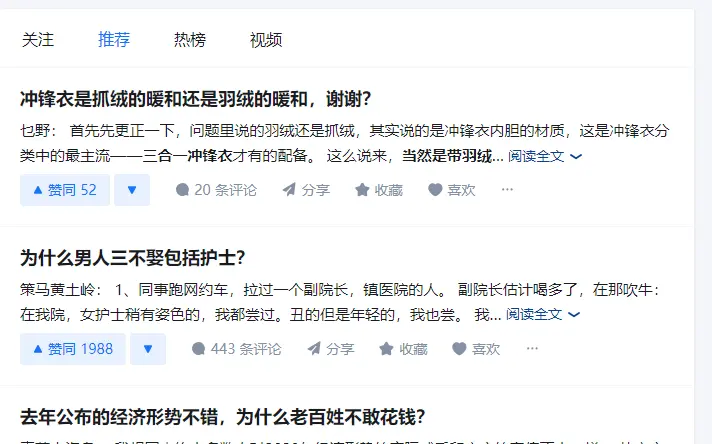 关注 推荐 热榜 视频
冲锋衣是抓绒的暖和还是羽绒的暖和，谢谢？
乜野： 首先先更正一下，问题里说的羽绒还是抓绒，其实说的是冲锋衣内胆的材质，这是冲锋衣分
类中的最主流——三合一冲锋衣才有的配备。 这么说来，当然是带羽绒... 阅读全文
赞同 52 20 条评论 分享 收藏 喜欢 ···
为什么男人三不娶包括护士？
策马黄土岭： 1、同事跑网约车，拉过一个副院长，镇医院的人。 副院长估计喝多了，在那吹牛：
在我院，女护士稍有姿色的，我都尝过。丑的但是年轻的，我也尝。 我... 阅读全文
赞同 1988 443 条评论 分享 收藏 喜欢 ···
去年公布的经济形势不错，为什么老百姓不敢花钱？